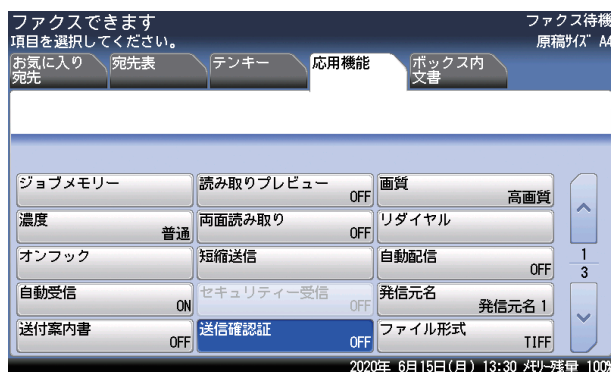 ファクスできます
ファクス待機
項目を選択してください。
原稿ｻｲｽﾞ A4
お気に入り宛先
宛先表
テンキー
応用機能
ボックス内文書
ジョブメモリー
読み取りプレビュー
OFF
画質
高画質
濃度
普通
両面読み取り
OFF
リダイヤル
オンフック
短縮送信
自動配信
OFF
1
3
自動受信
ON
セキュリティー受信
OFF
発信元名
発信元名 1
送付案内書
OFF
送信確認証
OFF
ファイル形式
TIFF
2020年 6月15日(月) 13:30 ﾒﾓﾘｰ残量 100%